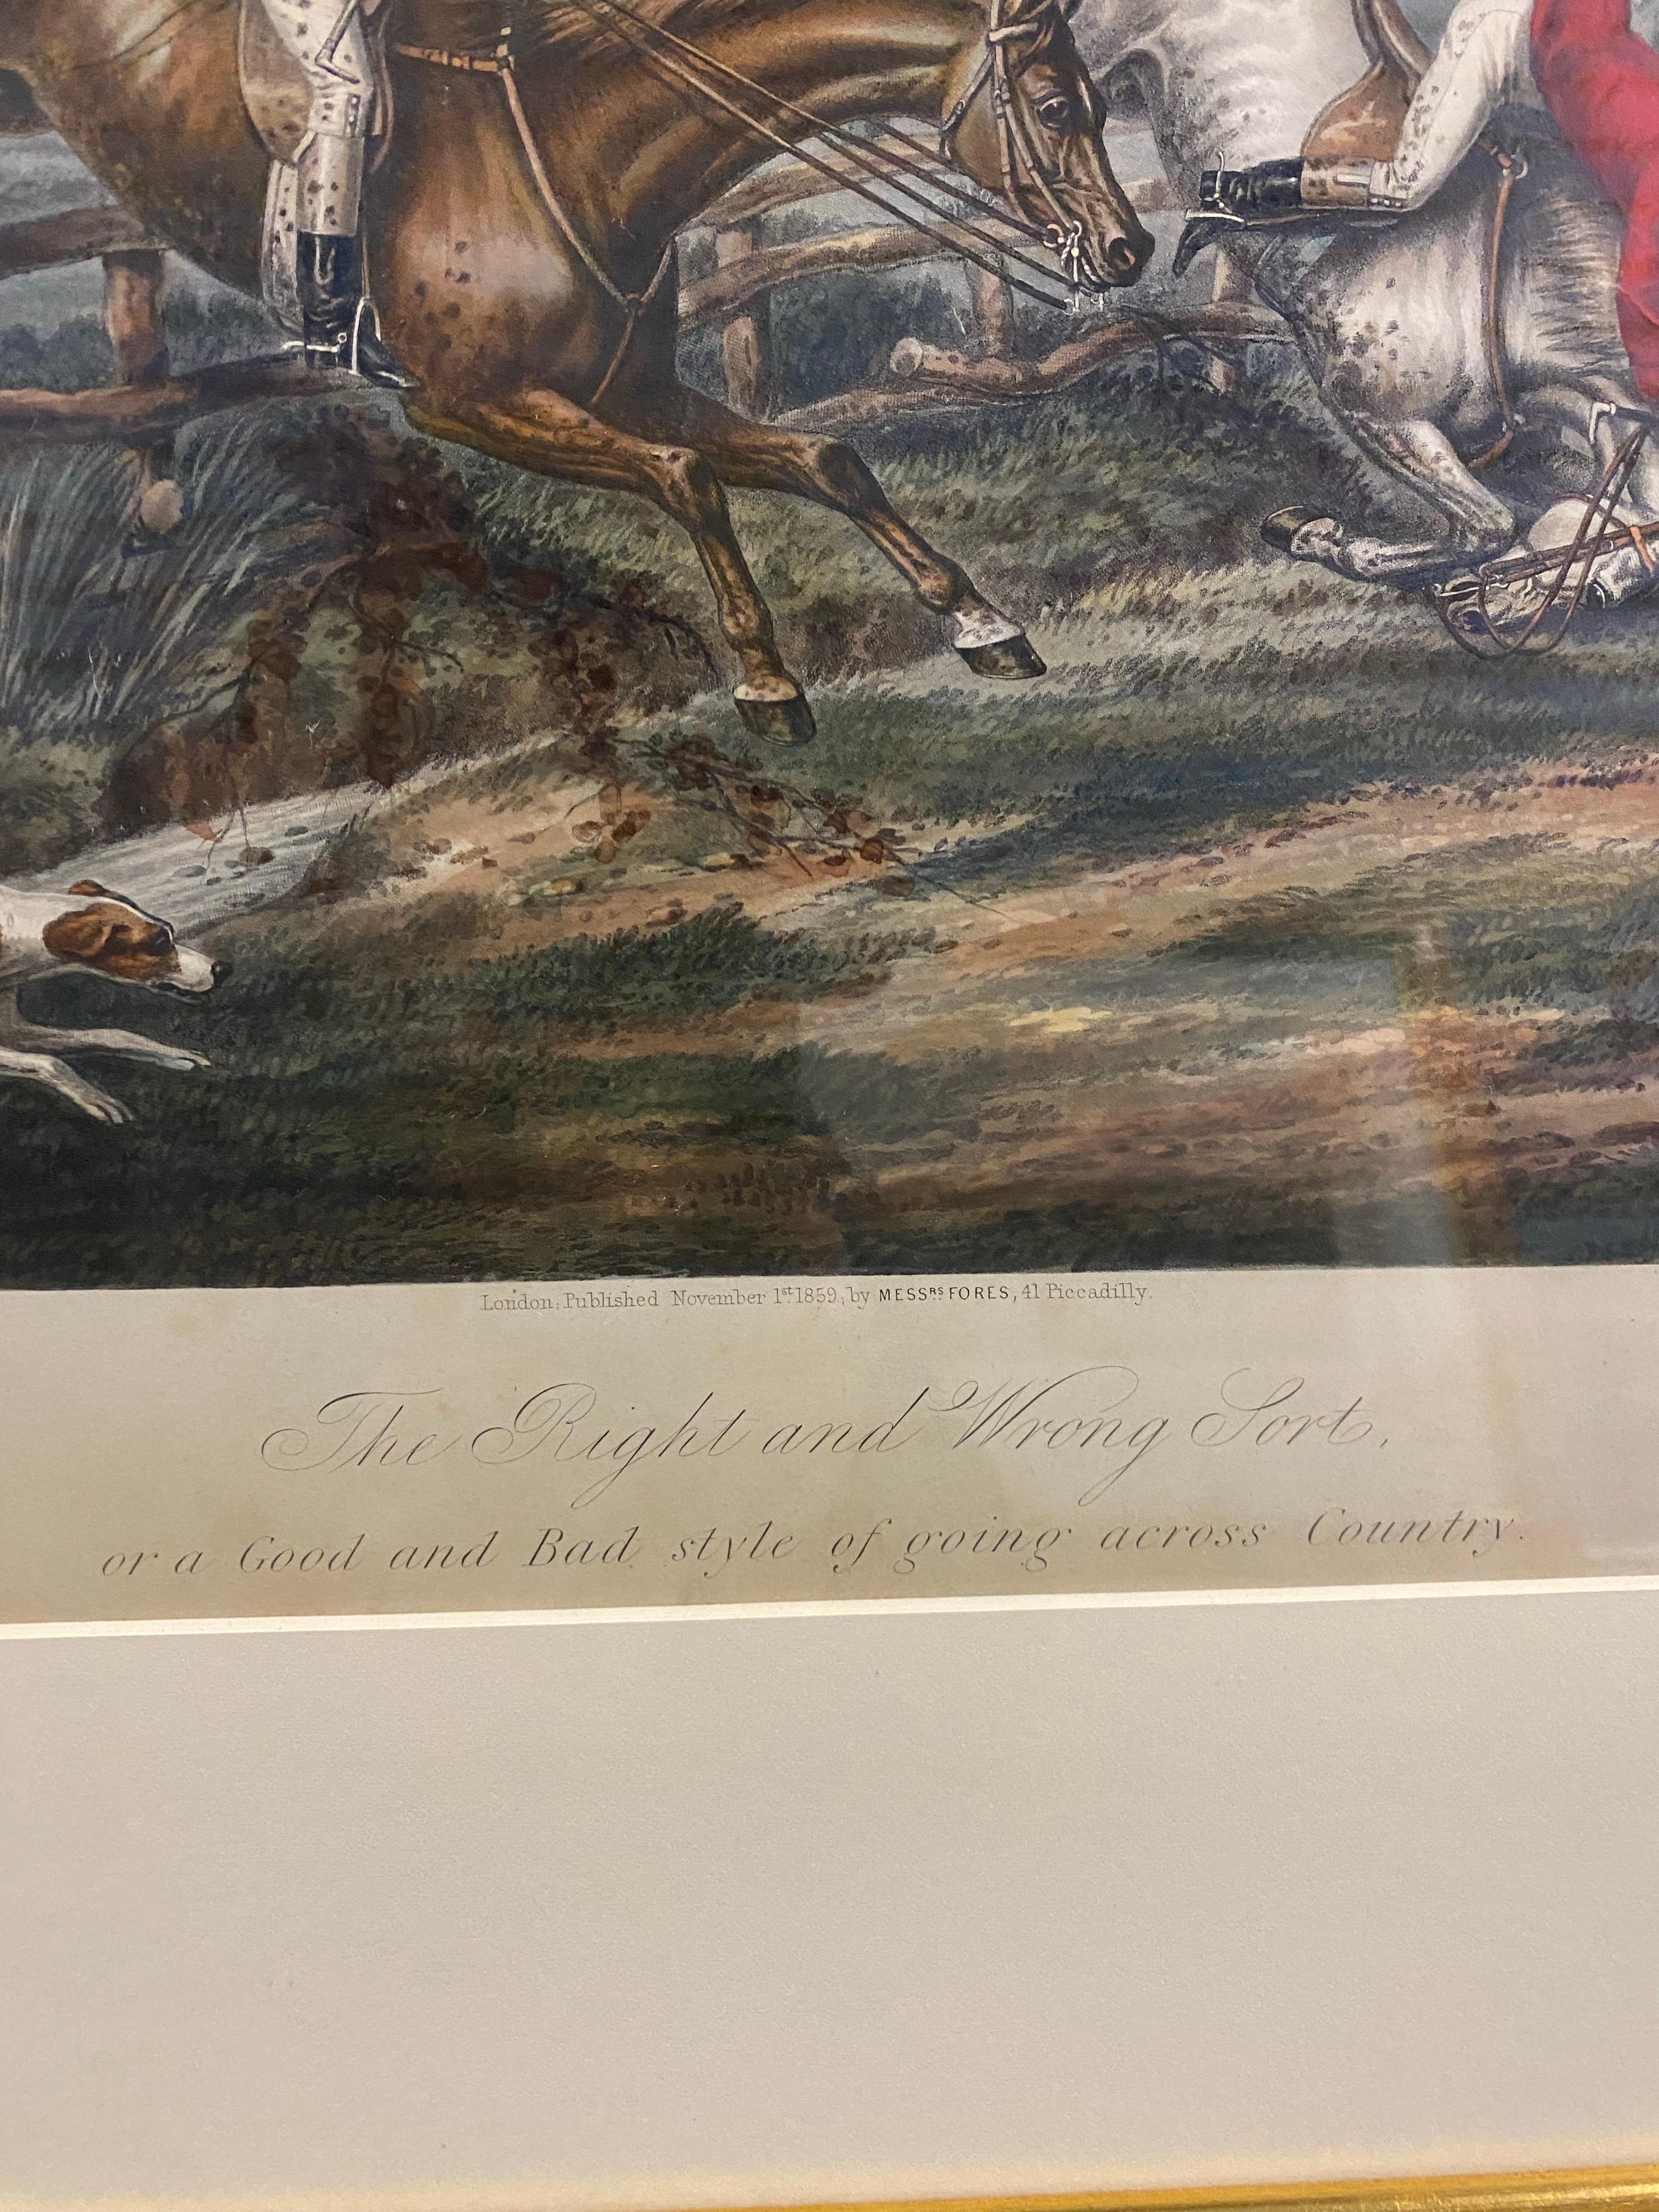 London; Published November 1st 1859, by MESSRS FORES, 41 Piccadilly.
The Right and Wrong Sort,
or a Good and Bad style of going across Country.